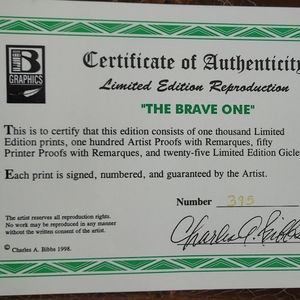 B
GRAPHICS
Certificate of Authenticity
Limited Edition Reproduction
"THE BRAVE ONE"
This is to certify that this edition consists of one thousand Limited
Edition prints, one hundred Artist Proofs with Remarques, fifty
Printer Proofs with Remarques, and twenty-five Limited Edition Gicle
Each print is signed, numbered, and guaranteed by the Artist.
Number 395
The artist reserves all reproduction rights.
No work may be reproduced in any manner
without the written consent of the artist.
Charles A. Bibbs
© Charles A. Bibbs 1998.